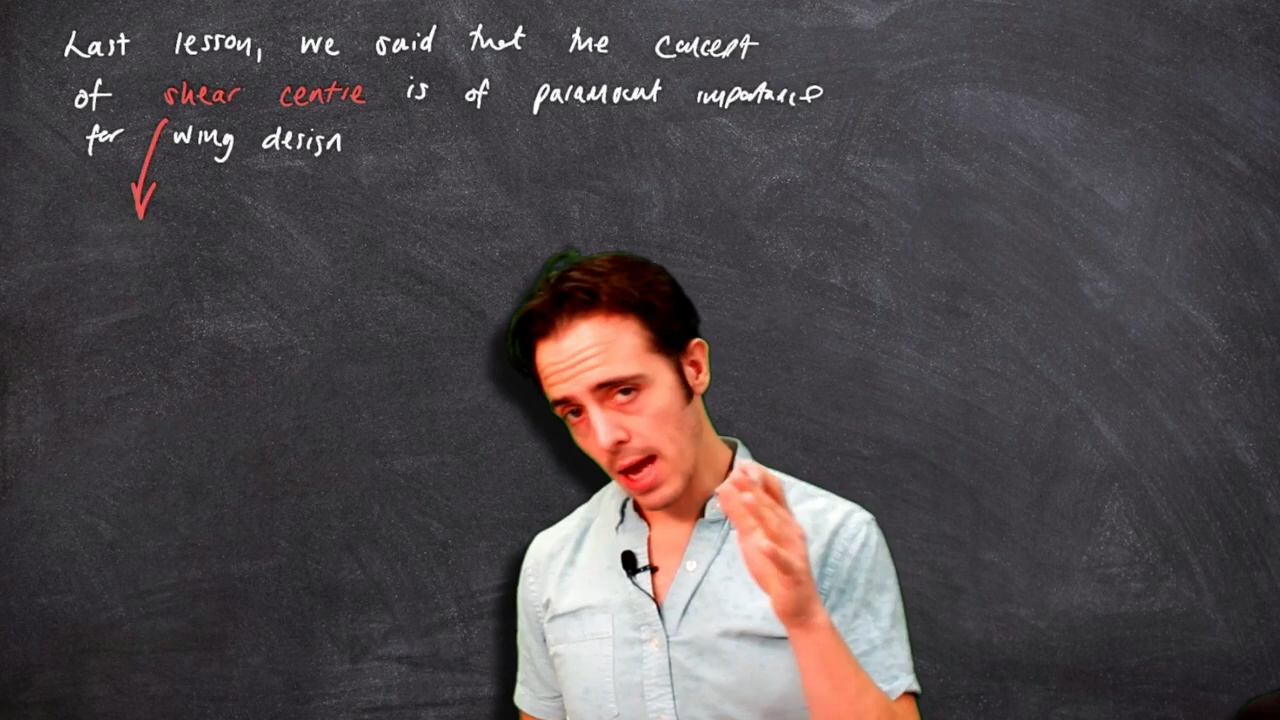 Last lesson, we said that the concept
of shear centre is of paramount importance
for wing design